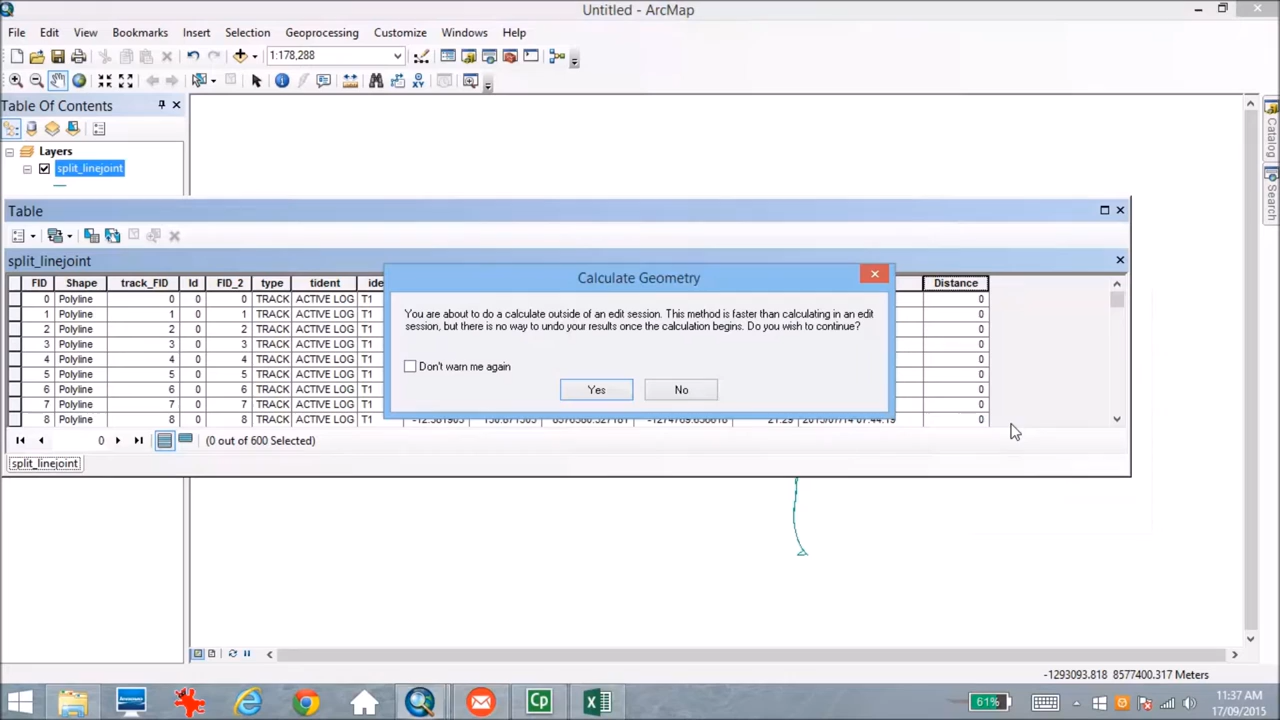 Untitled - ArcMap
File Edit View Bookmarks Insert Selection Geoprocessing Customize Windows Help
1:178,288
Table Of Contents
Layers
split_linejoint
Catalog
Search
Table
split_linejoint
FID Shape track_FID Id FID_2 type tident ide Distance
0 Polyline 0 0 0 TRACK ACTIVE LOG T1 0
1 Polyline 1 0 1 TRACK ACTIVE LOG T1 0
2 Polyline 2 0 2 TRACK ACTIVE LOG T1 0
3 Polyline 3 0 3 TRACK ACTIVE LOG T1 0
4 Polyline 4 0 4 TRACK ACTIVE LOG T1 0
5 Polyline 5 0 5 TRACK ACTIVE LOG T1 0
6 Polyline 6 0 6 TRACK ACTIVE LOG T1 0
7 Polyline 7 0 7 TRACK ACTIVE LOG T1 0
8 Polyline 8 0 8 TRACK ACTIVE LOG T1 0
Calculate Geometry
You are about to do a calculate outside of an edit session. This method is faster than calculating in an edit
session, but there is no way to undo your results once the calculation begins. Do you wish to continue?
Don't warn me again
Yes No
0 (0 out of 600 Selected)
split_linejoint
-1293093.818 8577400.317 Meters
Cp
61%
11:37 AM
17/09/2015